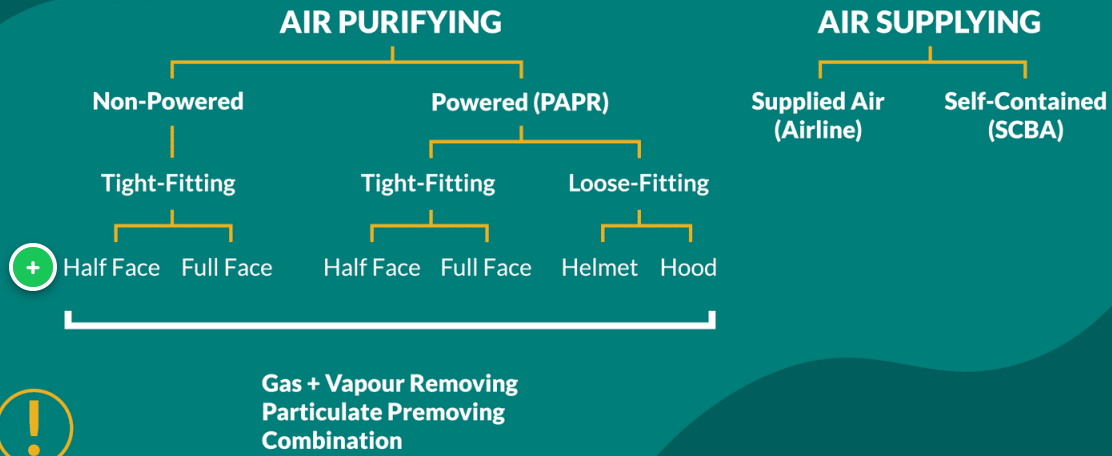 AIR PURIFYING AIR SUPPLYING
Non-Powered Powered (PAPR) Supplied Air (Airline) Self-Contained (SCBA)
Tight-Fitting Tight-Fitting Loose-Fitting
Half Face Full Face Half Face Full Face Helmet Hood
Gas + Vapour Removing
Particulate Premoving
Combination